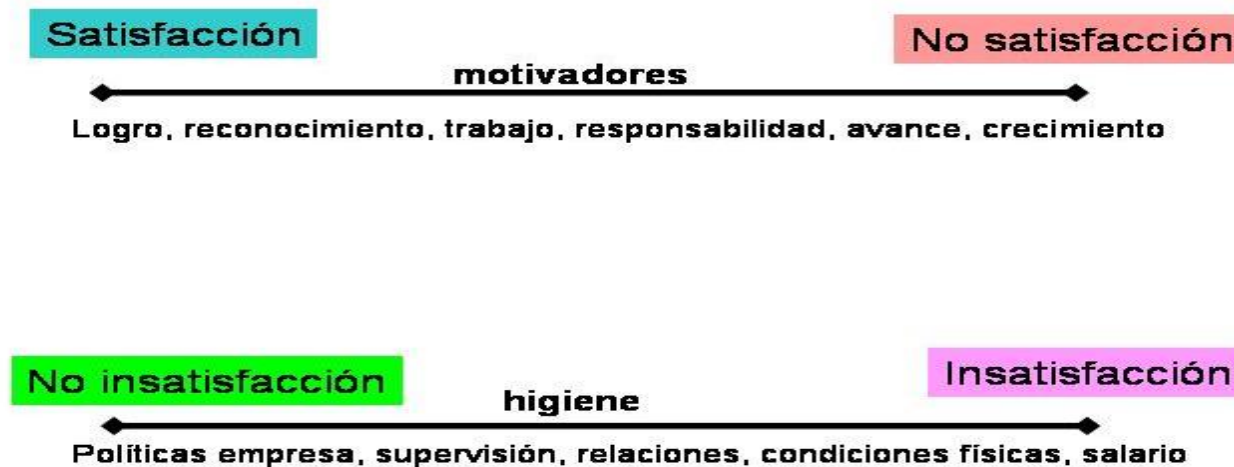 Satisfacción No satisfacción
motivadores
Logro, reconocimiento, trabajo, responsabilidad, avance, crecimiento
No insatisfacción Insatisfacción
higiene
Políticas empresa, supervisión, relaciones, condiciones físicas, salario